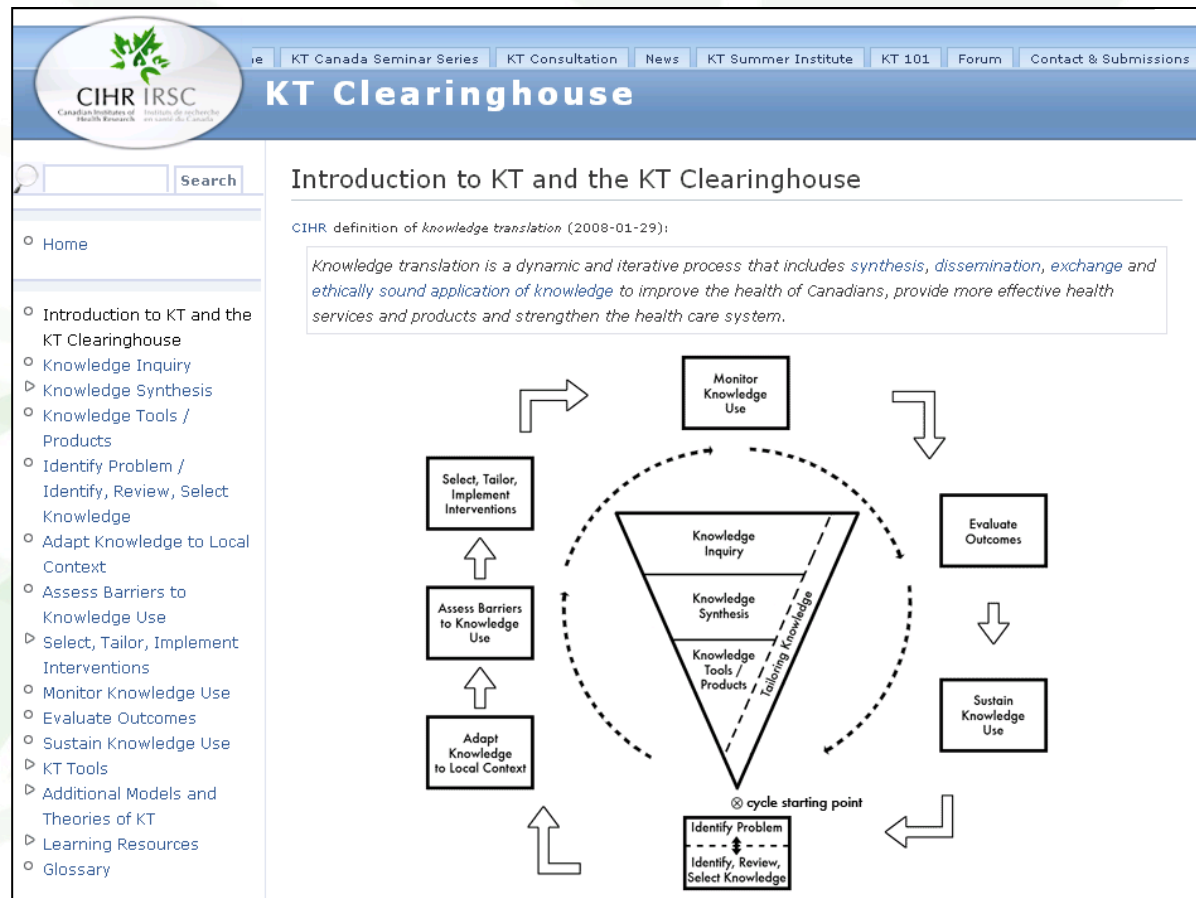 CIHR IRSC
Canadian Institutes of Health Research
Instituts de recherche en santé du Canada
e
KT Canada Seminar Series
KT Consultation
News
KT Summer Institute
KT 101
Forum
Contact & Submissions
KT Clearinghouse
Search
Home
Introduction to KT and the
KT Clearinghouse
Knowledge Inquiry
Knowledge Synthesis
Knowledge Tools /
Products
Identify Problem /
Identify, Review, Select
Knowledge
Adapt Knowledge to Local
Context
Assess Barriers to
Knowledge Use
Select, Tailor, Implement
Interventions
Monitor Knowledge Use
Evaluate Outcomes
Sustain Knowledge Use
KT Tools
Additional Models and
Theories of KT
Learning Resources
Glossary
Introduction to KT and the KT Clearinghouse
CIHR definition of knowledge translation (2008-01-29):
Knowledge translation is a dynamic and iterative process that includes synthesis, dissemination, exchange and
ethically sound application of knowledge to improve the health of Canadians, provide more effective health
services and products and strengthen the health care system.
Monitor
Knowledge
Use
Select, Tailor,
Implement
Interventions
Evaluate
Outcomes
Assess Barriers
to Knowledge
Use
Sustain
Knowledge
Use
Adapt
Knowledge
to Local Context
Knowledge
Inquiry
Knowledge
Synthesis
Knowledge
Tools /
Products
Tailoring Knowledge
cycle starting point
Identify Problem
Identify, Review,
Select Knowledge